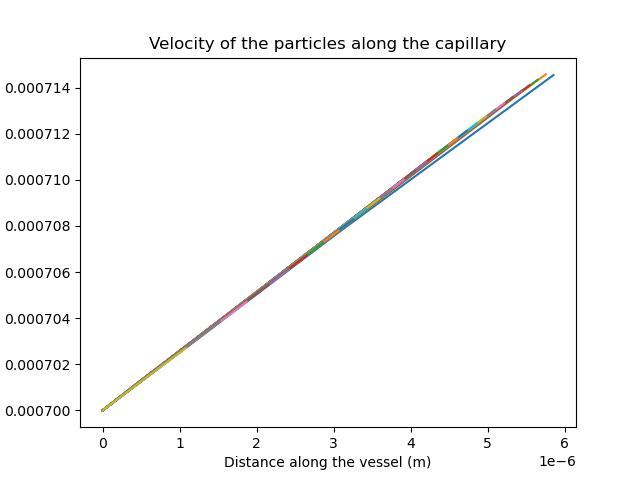 Velocity of the particles along the capillary
0.000714
0.000712
0.000710
0.000708
0.000706
0.000704
0.000702
0.000700
0 1 2 3 4 5 6
1e−6
Distance along the vessel (m)